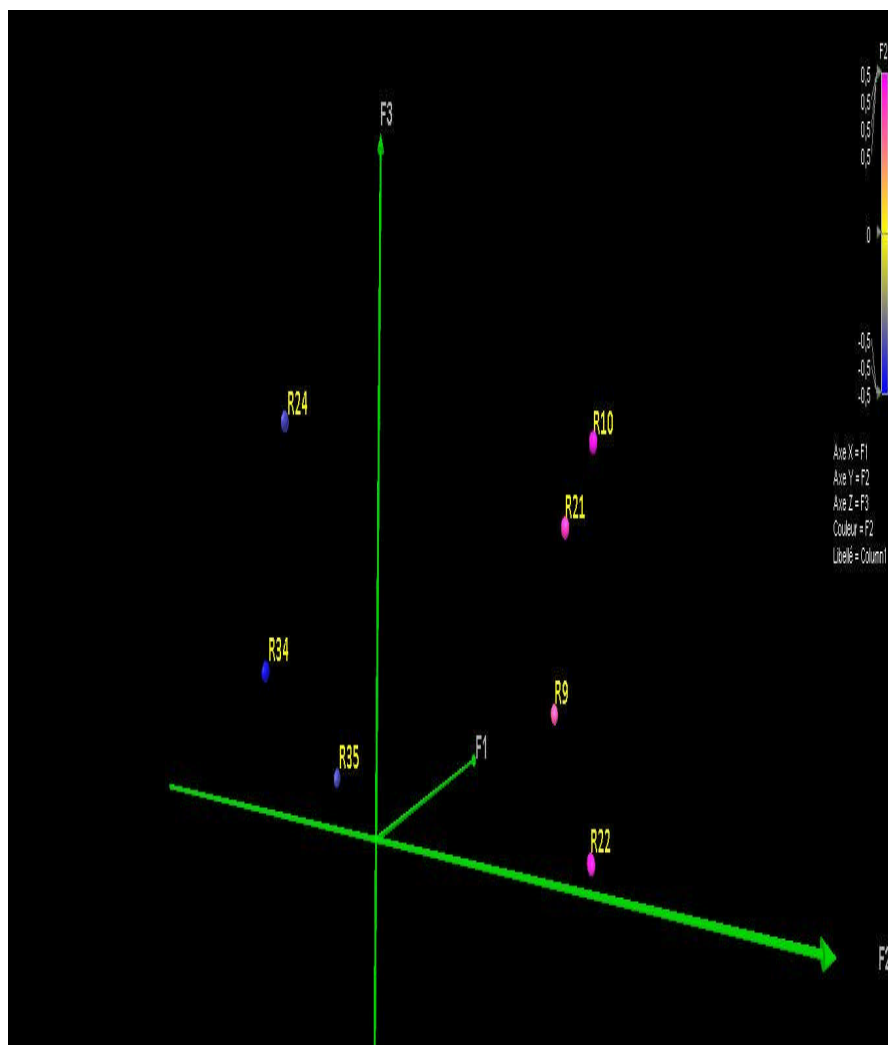 F2
0,5
0,5
0,5
0,5
0
-0,5
-0,5
-0,5
F3
R24
R10
Axe X = F1
Axe Y = F2
Axe Z = F3
Couleur = F2
Libellé = Column1
R21
R34
R9
F1
R35
R22
F2